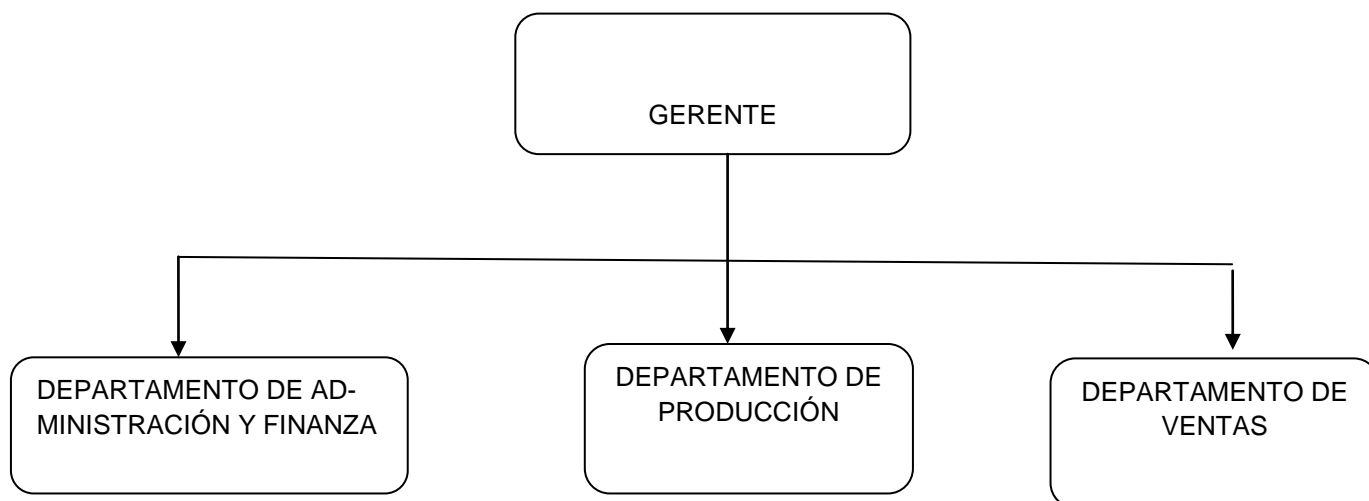 GERENTE
DEPARTAMENTO DE AD-
MINISTRACIÓN Y FINANZA
DEPARTAMENTO DE
PRODUCCIÓN
DEPARTAMENTO DE
VENTAS